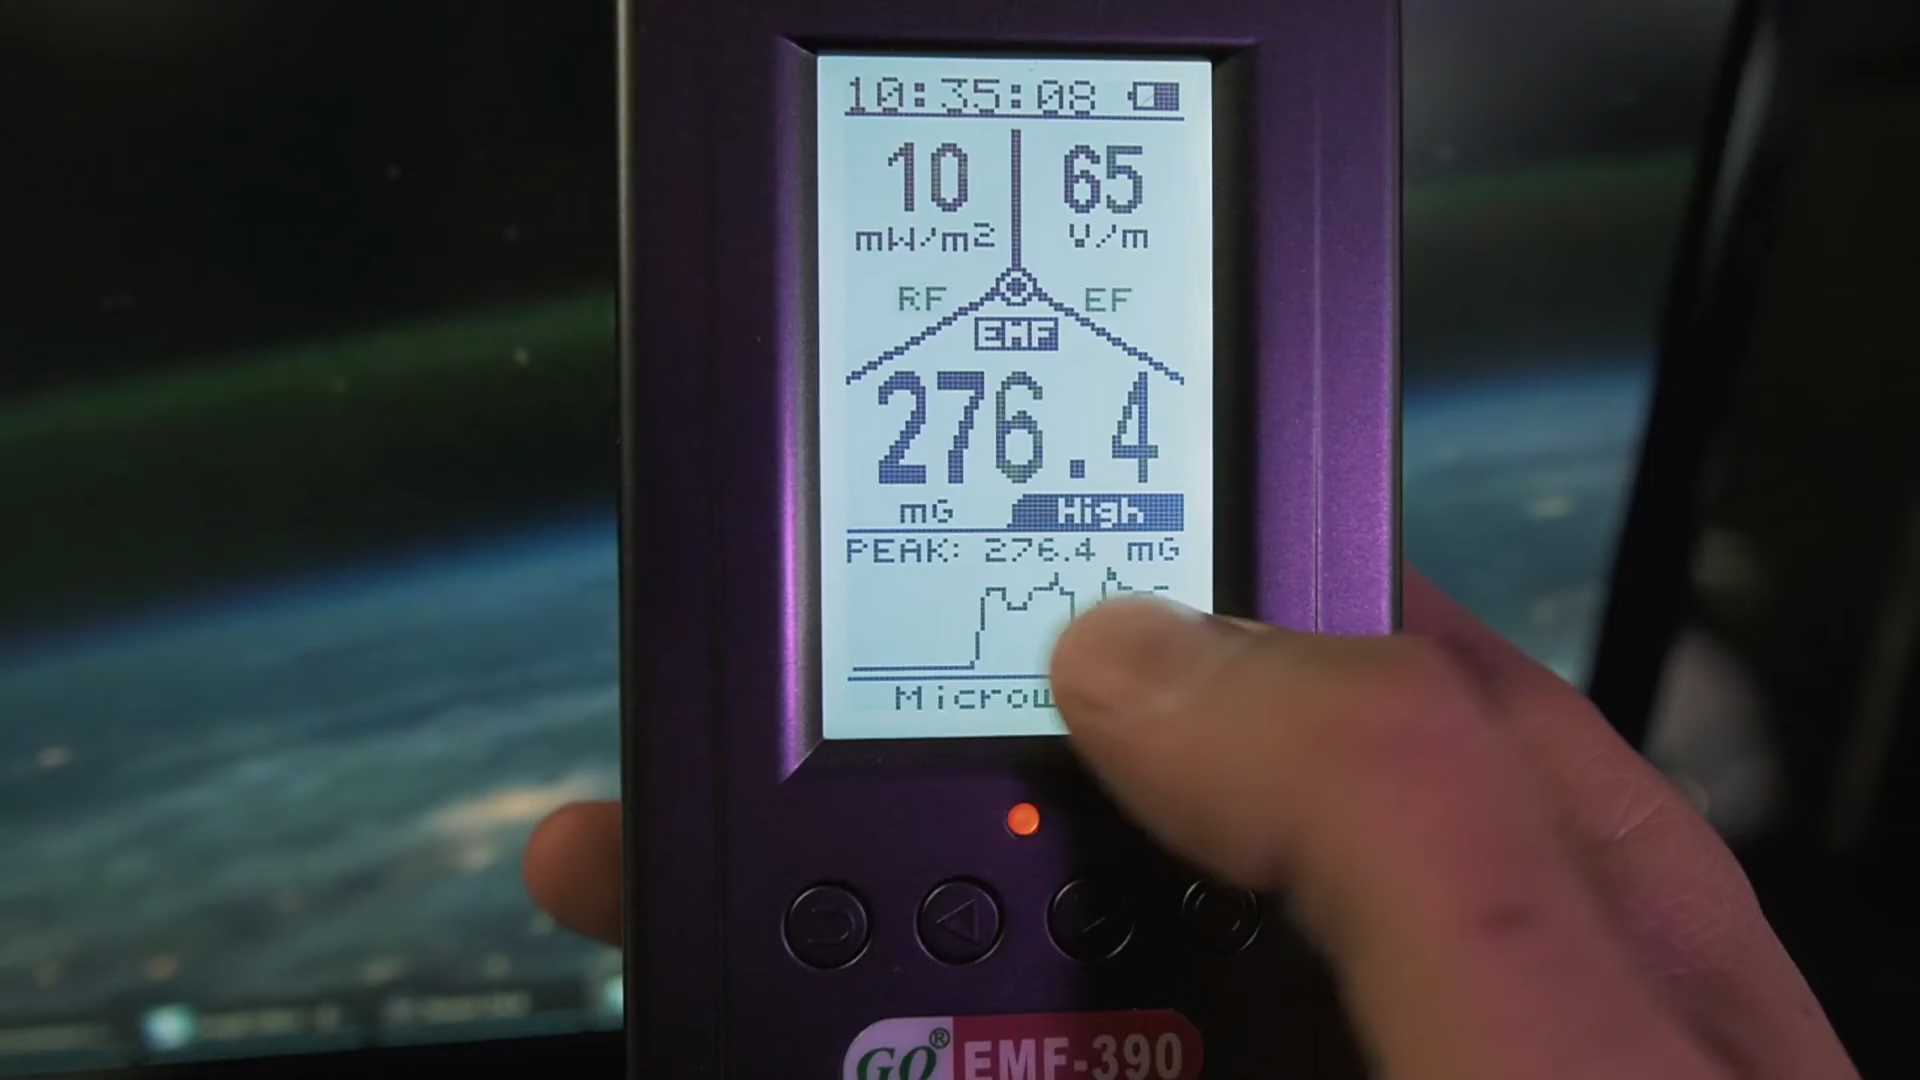 10:35:08
10 65
mW/m2 V/m
RF EF
EMF
276.4
mG High
PEAK: 276.4 mG
Microw
GQ® EMF-390